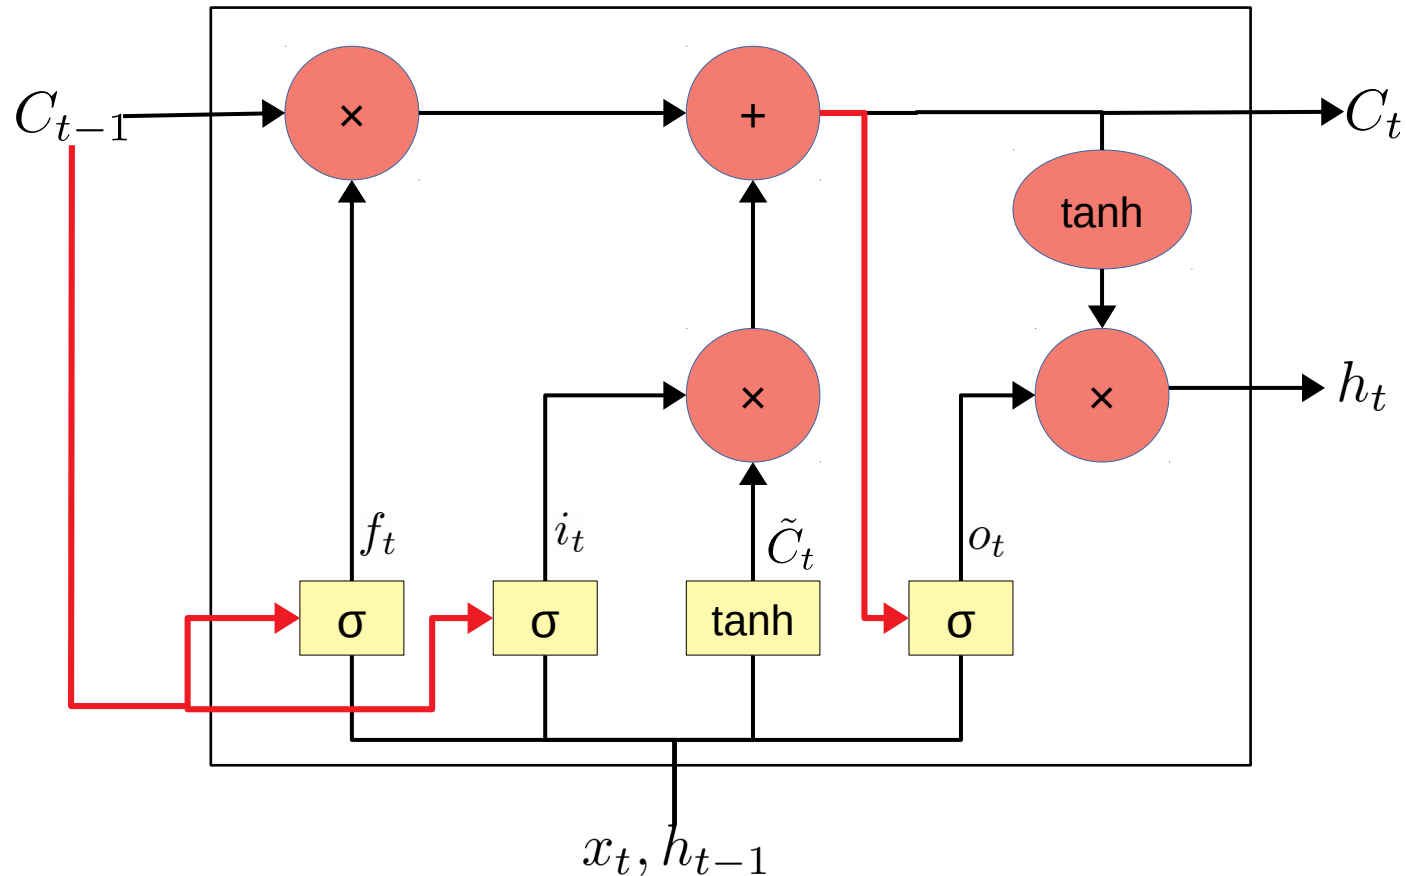 C_{t-1} × + C_t
tanh
× × h_t
f_t i_t C̃_t o_t
σ σ tanh σ
x_t, h_{t-1}